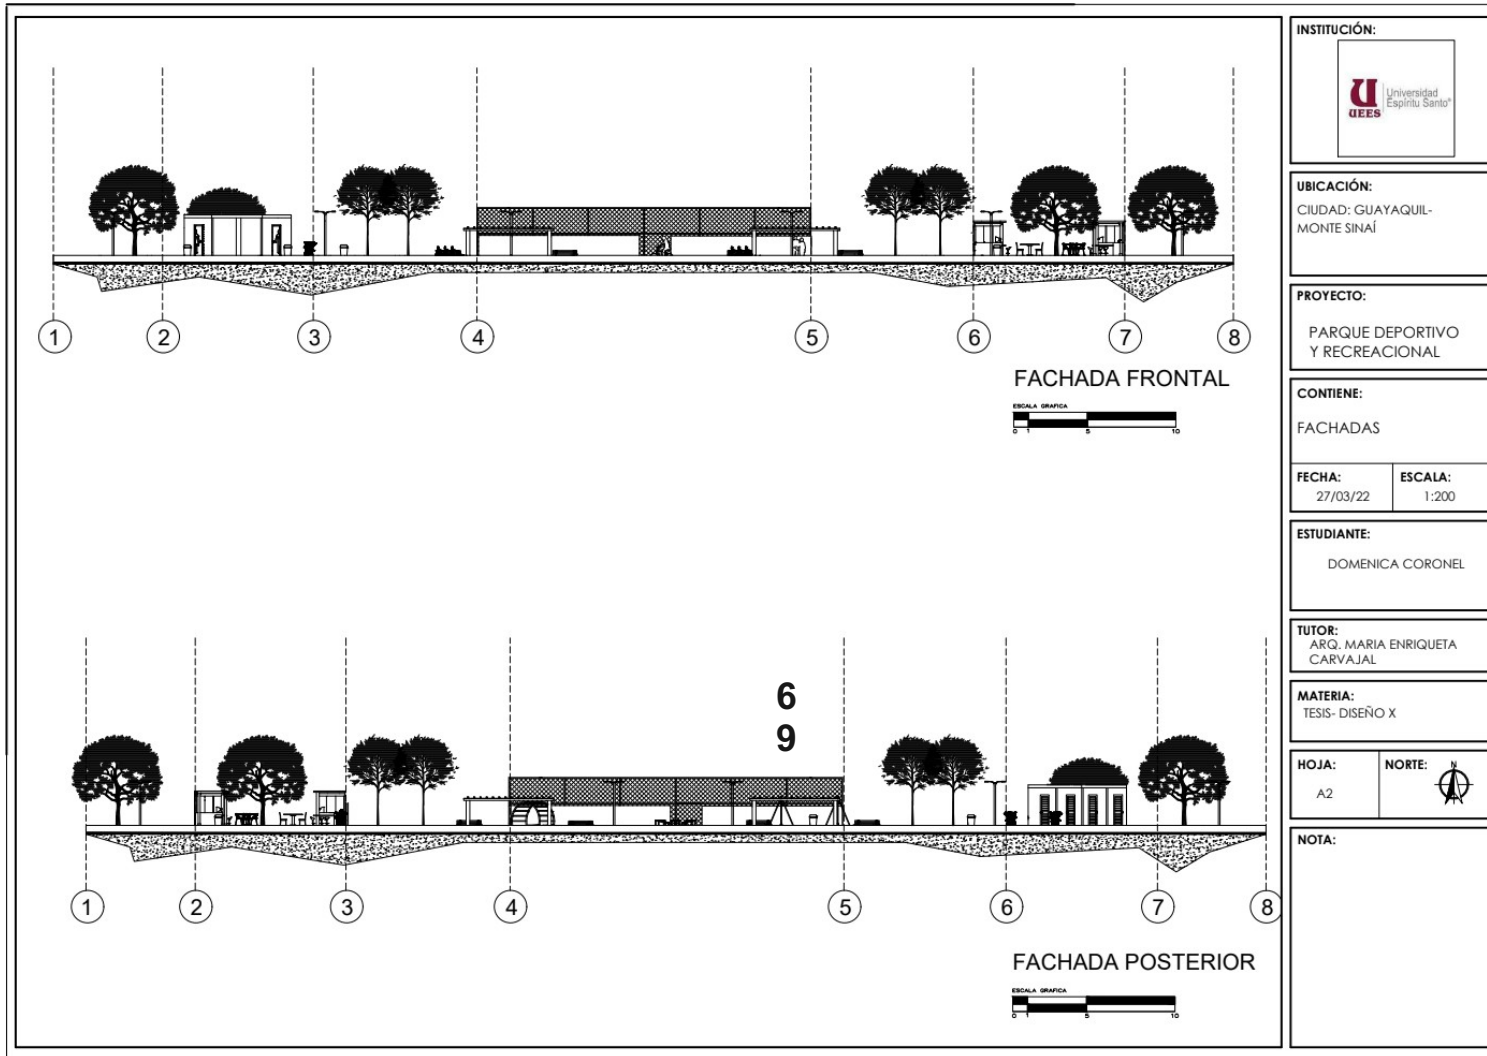 1 2 3 4 5 6 7 8
FACHADA FRONTAL
ESCALA GRAFICA
0 1 5 10
6
9
1 2 3 4 5 6 7 8
FACHADA POSTERIOR
ESCALA GRAFICA
0 1 5 10
INSTITUCIÓN:
UEES
Universidad
Espíritu Santo®
UBICACIÓN:
CIUDAD: GUAYAQUIL-
MONTE SINAÍ
PROYECTO:
PARQUE DEPORTIVO
Y RECREACIONAL
CONTIENE:
FACHADAS
FECHA: ESCALA:
27/03/22 1:200
ESTUDIANTE:
DOMENICA CORONEL
TUTOR:
ARQ. MARIA ENRIQUETA
CARVAJAL
MATERIA:
TESIS- DISEÑO X
HOJA: NORTE:
A2 N
NOTA: